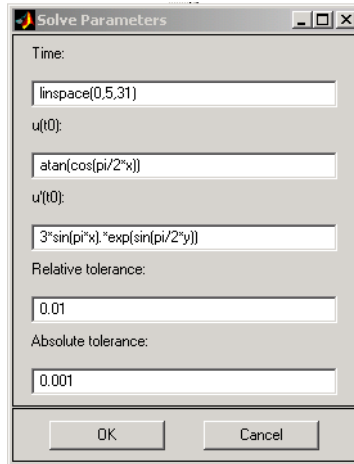 Solve Parameters
Time:
linspace(0,5,31)
u(t0):
atan(cos(pi/2*x))
u'(t0):
3*sin(pi*x).*exp(sin(pi/2*y))
Relative tolerance:
0.01
Absolute tolerance:
0.001
OK Cancel